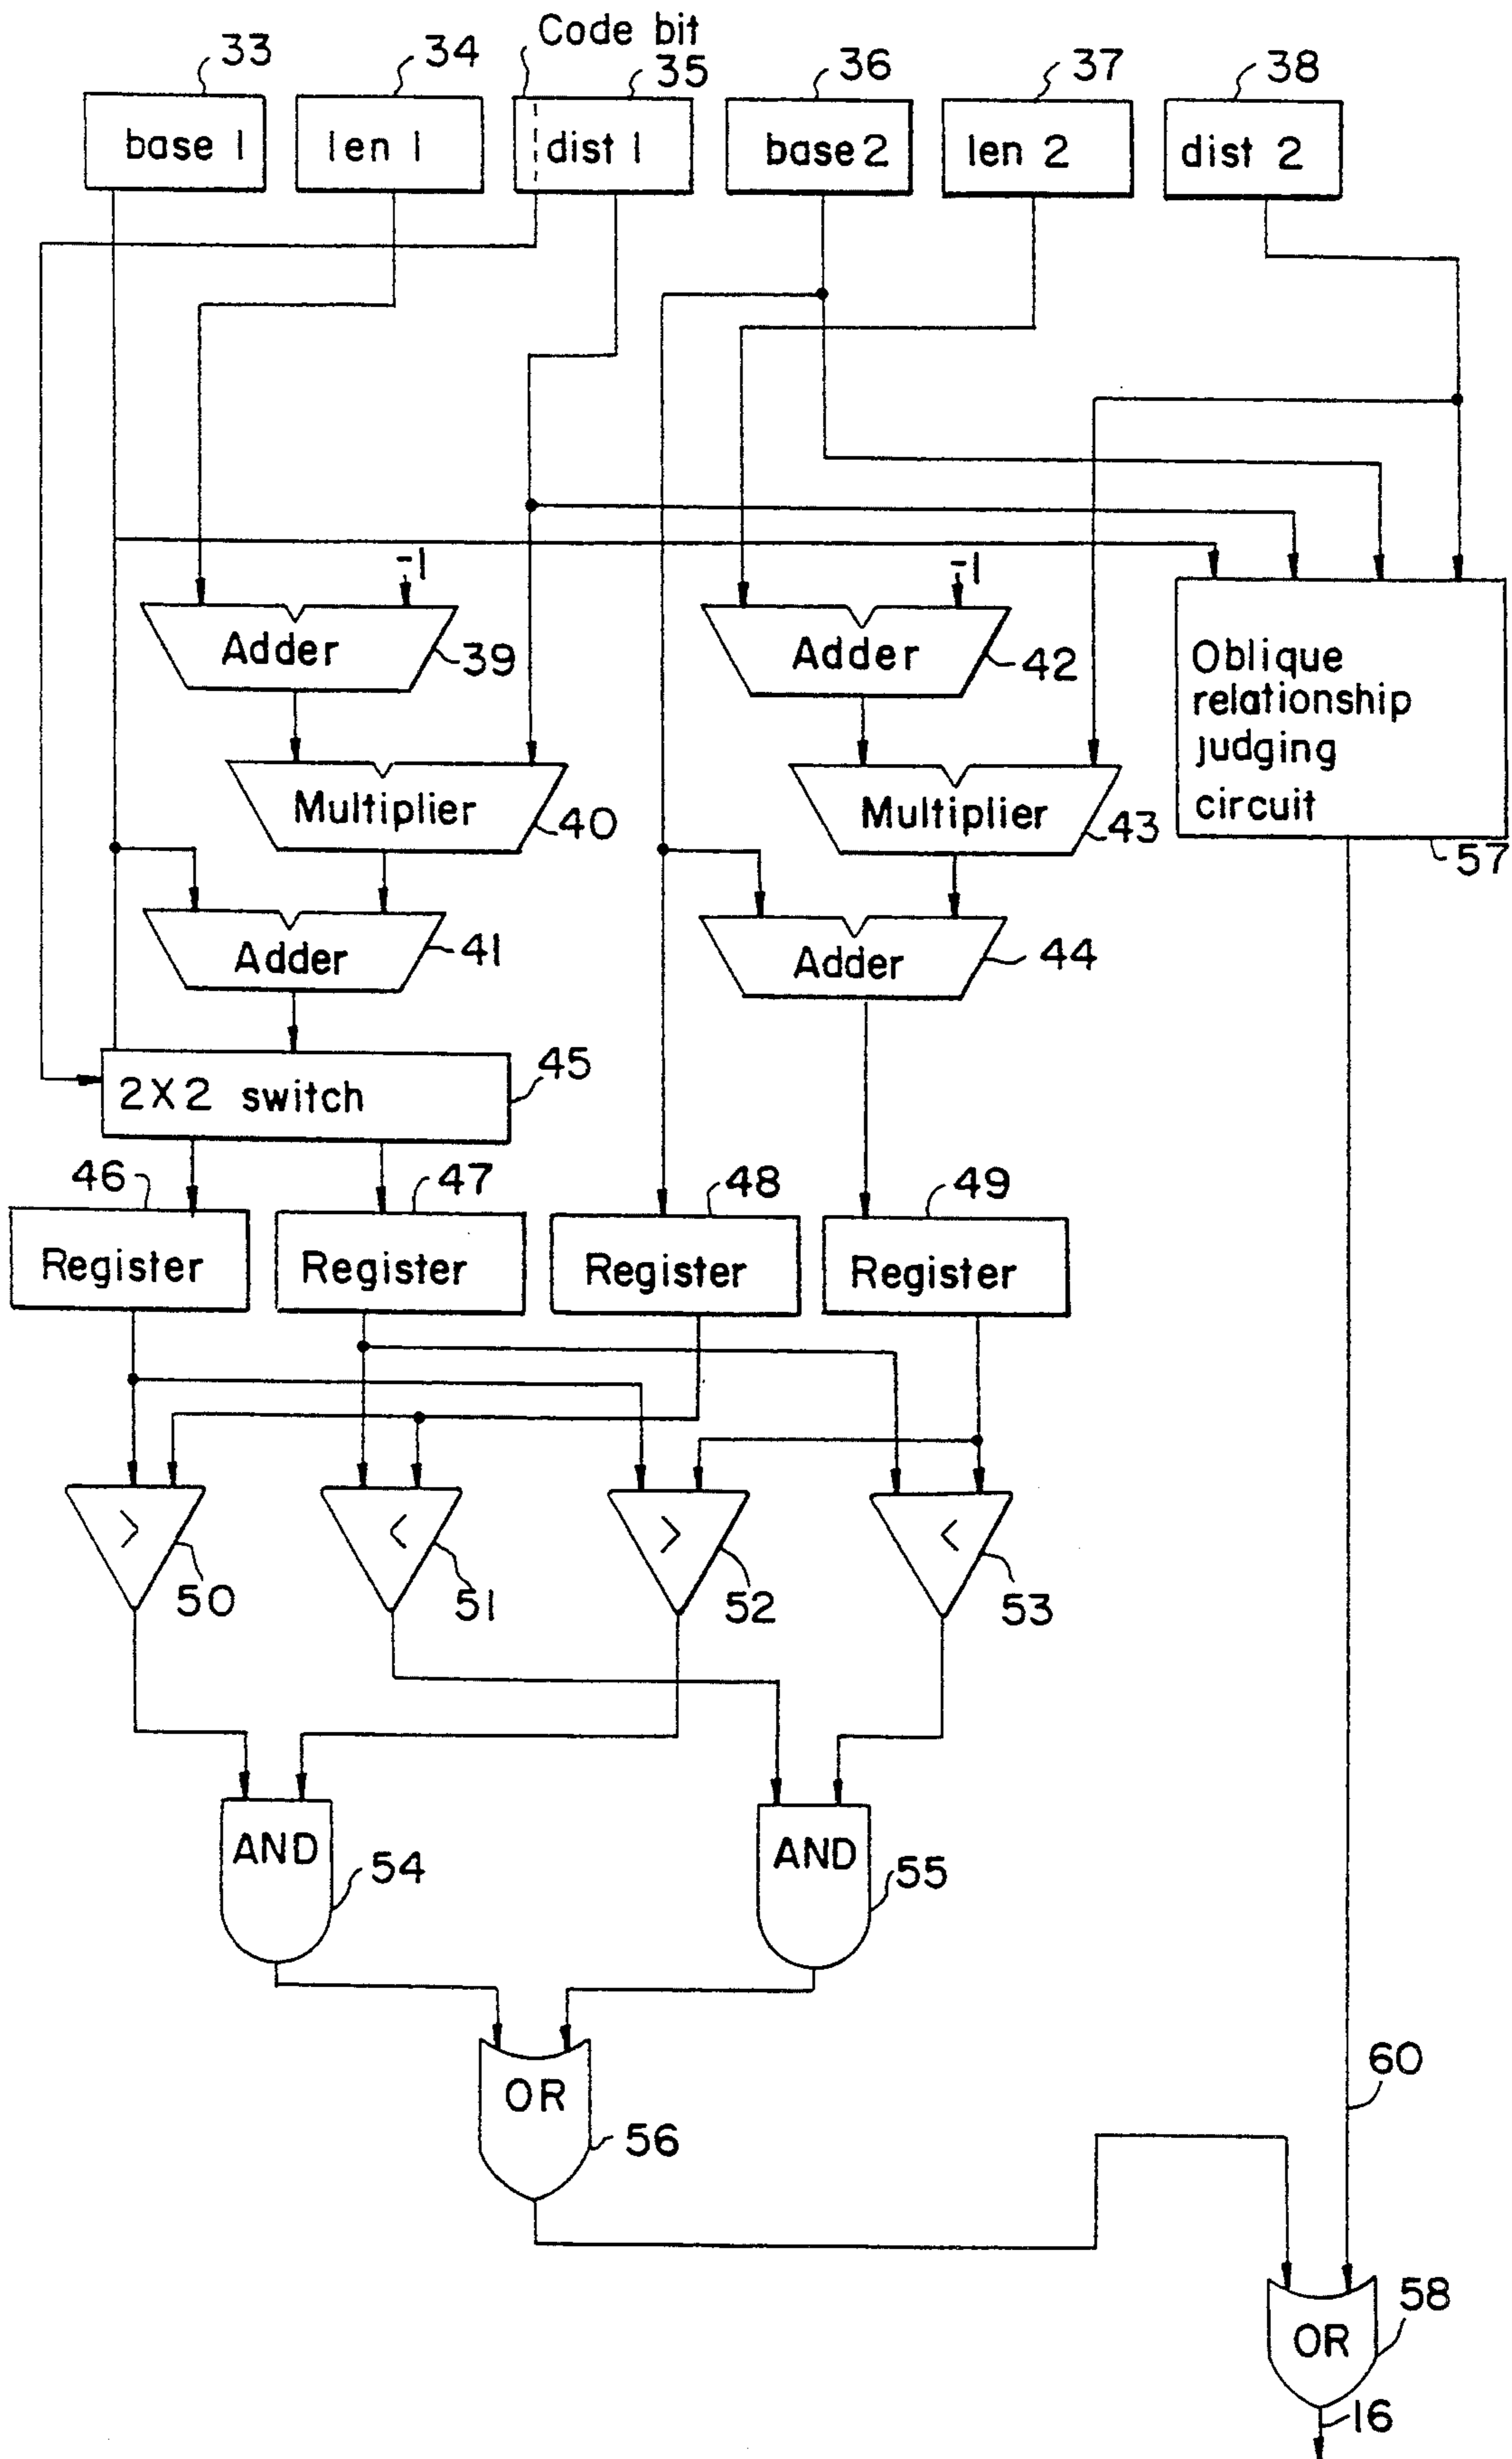 Code bit
33
34
35
36
37
38
base 1
len 1
dist 1
base 2
len 2
dist 2
-1
-1
Adder
39
Adder
42
Oblique
relationship
judging
circuit
57
Multiplier
40
Multiplier
43
Adder
41
Adder
44
2X2 switch
45
46
47
48
49
Register
Register
Register
Register
>
<
>
<
50
51
52
53
AND
54
AND
55
OR
56
60
OR
58
16